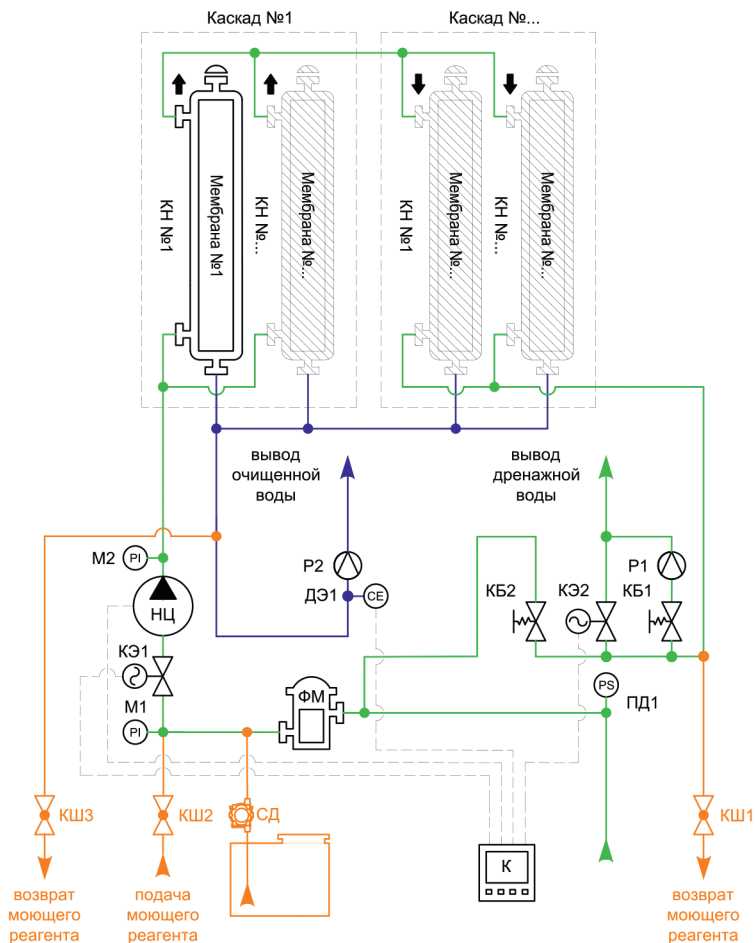 Каскад №1
Каскад №...
КН №1
Мембрана №1
КН №...
Мембрана №...
КН №1
Мембрана №...
КН №...
Мембрана №...
вывод
очищенной
воды
вывод
дренажной
воды
М2
PI
НЦ
Р2
ДЭ1
CE
КБ2
КЭ2
Р1
КБ1
КЭ1
М1
PI
ФМ
PS
ПД1
КШ3
КШ2
СД
К
КШ1
возврат
моющего
реагента
подача
моющего
реагента
возврат
моющего
реагента